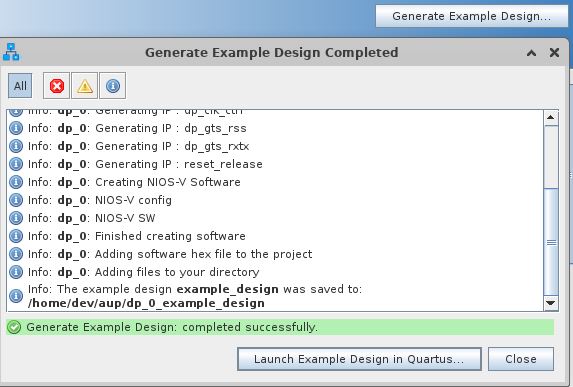 Generate Example Design...
Generate Example Design Completed
All
Info: dp_0: Generating IP : dp_clk_ctrl
Info: dp_0: Generating IP : dp_gts_rss
Info: dp_0: Generating IP : dp_gts_rxtx
Info: dp_0: Generating IP : reset_release
Info: dp_0: Creating NIOS-V Software
Info: dp_0: NIOS-V config
Info: dp_0: NIOS-V SW
Info: dp_0: Finished creating software
Info: dp_0: Adding software hex file to the project
Info: dp_0: Adding files to your directory
Info: The example design example_design was saved to:
/home/dev/aup/dp_0_example_design
Generate Example Design: completed successfully.
Launch Example Design in Quartus...
Close